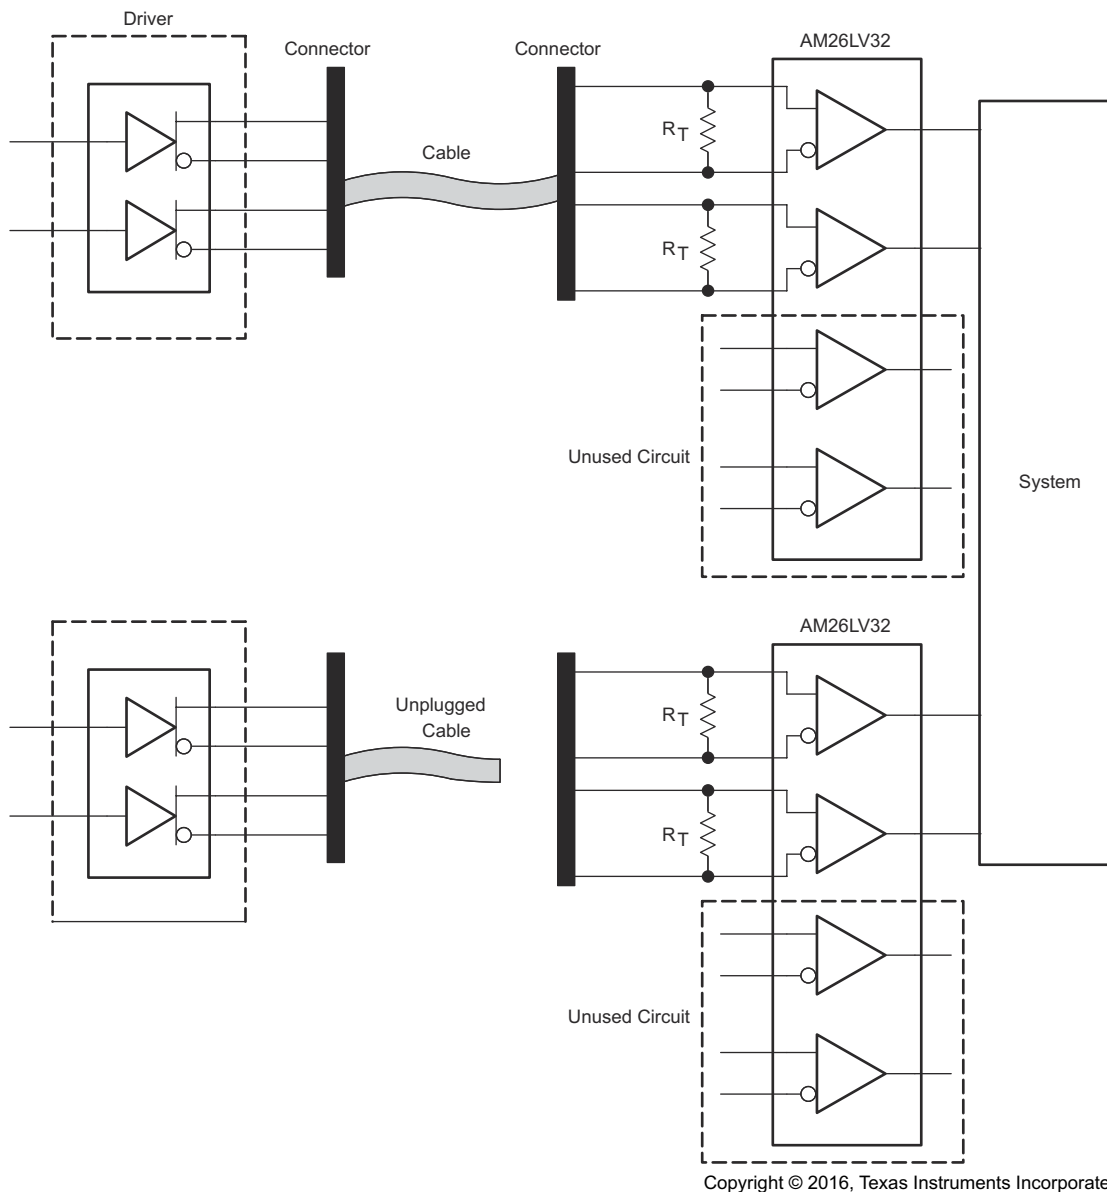 Driver
Connector
Connector
AM26LV32
Cable
RT
RT
Unused Circuit
System
AM26LV32
Unplugged
Cable
RT
RT
Unused Circuit
Copyright © 2016, Texas Instruments Incorporate